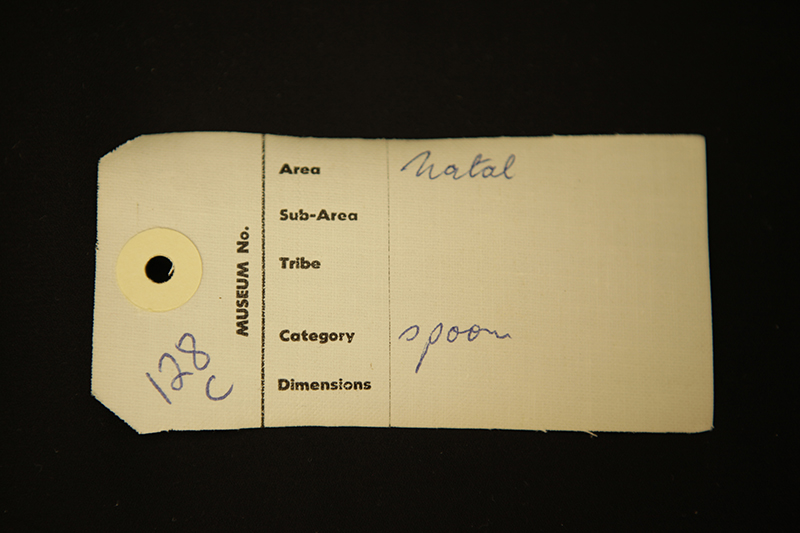 MUSEUM No.
128
C
Area Natal
Sub-Area
Tribe
Category spoon
Dimensions